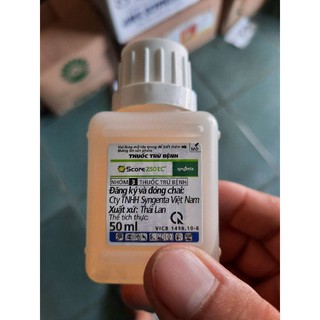 THUỐC TRỪ BỆNH
Score 250EC
syngenta
NHÓM 3 THUỐC TRỪ BỆNH
Đăng ký và đóng chai:
Cty TNHH Syngenta Việt Nam
Xuất xứ: Thái Lan
Thể tích thực:
50 ml